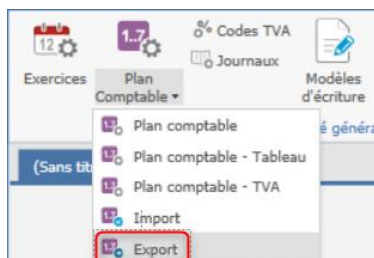 12
1..7
Exercices
Plan
Comptable
% Codes TVA
Journaux
Modèles
d'écriture
é généra
(Sans tit
Plan comptable
Plan comptable - Tableau
Plan comptable - TVA
Import
Export